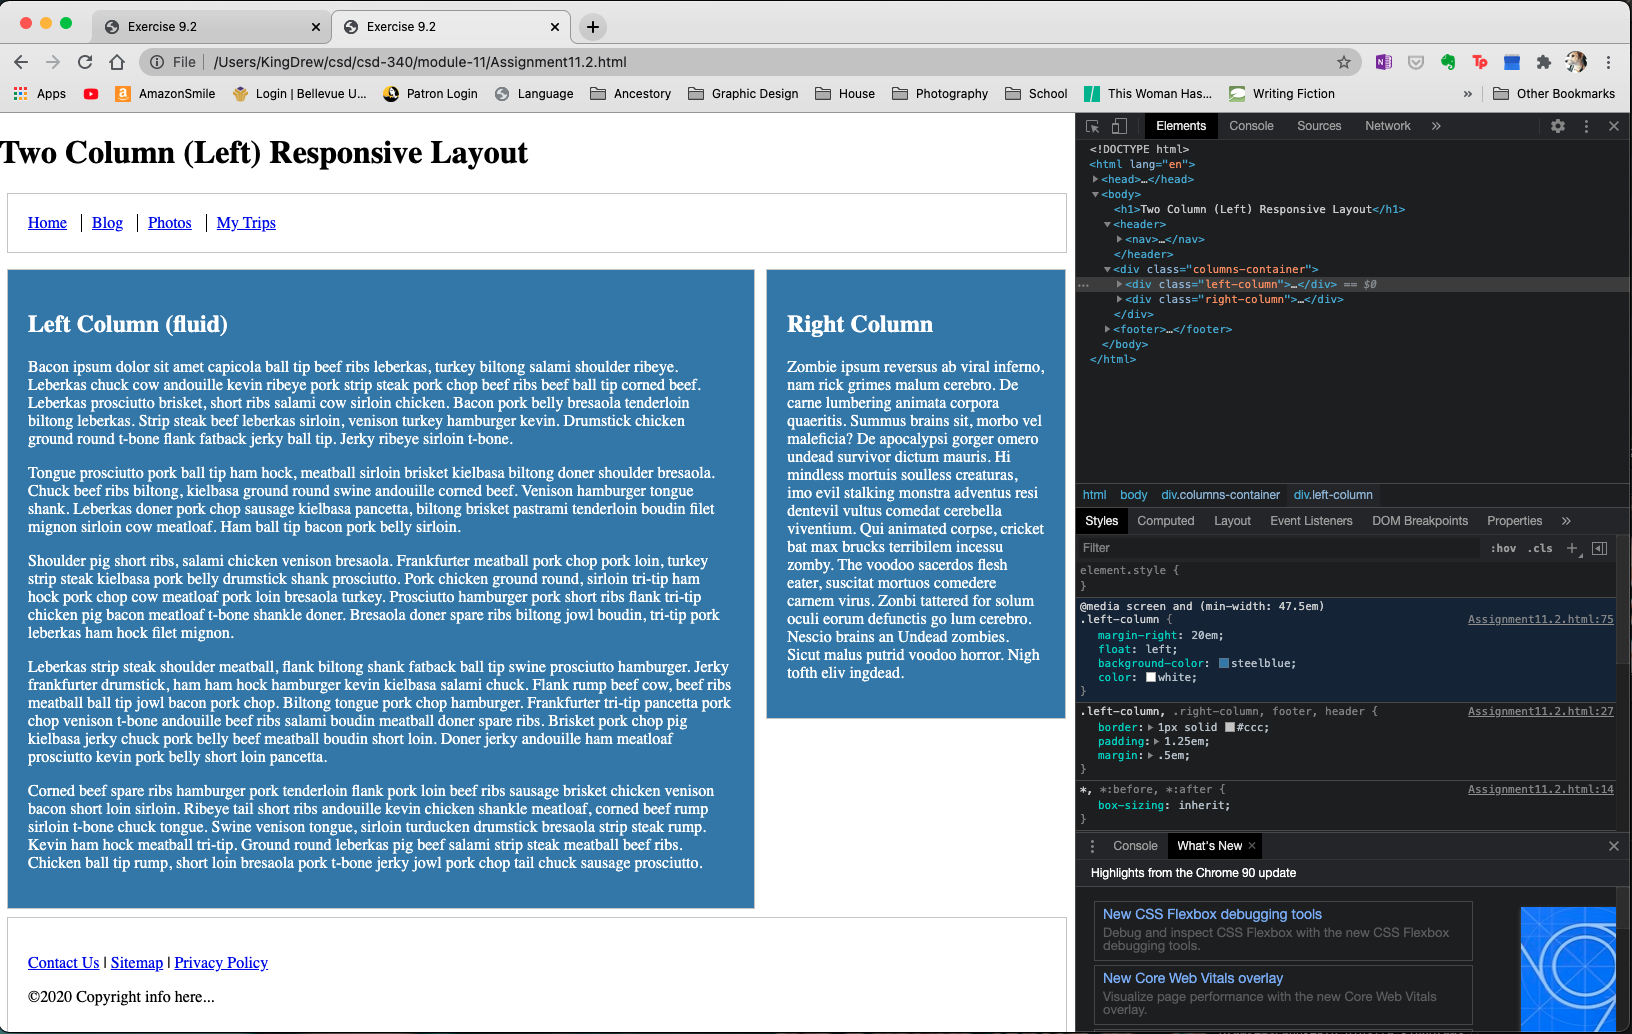 Exercise 9.2
Exercise 9.2
File | /Users/KingDrew/csd/csd-340/module-11/Assignment11.2.html
Apps
AmazonSmile
Login | Bellevue U...
Patron Login
Language
Ancestory
Graphic Design
House
Photography
School
This Woman Has...
Writing Fiction
»
Other Bookmarks
Two Column (Left) Responsive Layout
Home
Blog
Photos
My Trips
Left Column (fluid)
Bacon ipsum dolor sit amet capicola ball tip beef ribs leberkas, turkey biltong salami shoulder ribeye.
Leberkas chuck cow andouille kevin ribeye pork strip steak pork chop beef ribs beef ball tip corned beef.
Leberkas prosciutto brisket, short ribs salami cow sirloin chicken. Bacon pork belly bresaola tenderloin
biltong leberkas. Strip steak beef leberkas sirloin, venison turkey hamburger kevin. Drumstick chicken
ground round t-bone flank fatback jerky ball tip. Jerky ribeye sirloin t-bone.
Tongue prosciutto pork ball tip ham hock, meatball sirloin brisket kielbasa biltong doner shoulder bresaola.
Chuck beef ribs biltong, kielbasa ground round swine andouille corned beef. Venison hamburger tongue
shank. Leberkas doner pork chop sausage kielbasa pancetta, biltong brisket pastrami tenderloin boudin filet
mignon sirloin cow meatloaf. Ham ball tip bacon pork belly sirloin.
Shoulder pig short ribs, salami chicken venison bresaola. Frankfurter meatball pork chop pork loin, turkey
strip steak kielbasa pork belly drumstick shank prosciutto. Pork chicken ground round, sirloin tri-tip ham
hock pork chop cow meatloaf pork loin bresaola turkey. Prosciutto hamburger pork short ribs flank tri-tip
chicken pig bacon meatloaf t-bone shankle doner. Bresaola doner spare ribs biltong jowl boudin, tri-tip pork
leberkas ham hock filet mignon.
Leberkas strip steak shoulder meatball, flank biltong shank fatback ball tip swine prosciutto hamburger. Jerky
frankfurter drumstick, ham ham hock hamburger kevin kielbasa salami chuck. Flank rump beef cow, beef ribs
meatball ball tip jowl bacon pork chop. Biltong tongue pork chop hamburger. Frankfurter tri-tip pancetta pork
chop venison t-bone andouille beef ribs salami boudin meatball doner spare ribs. Brisket pork chop pig
kielbasa jerky chuck pork belly beef meatball boudin short loin. Doner jerky andouille ham meatloaf
prosciutto kevin pork belly short loin pancetta.
Corned beef spare ribs hamburger pork tenderloin flank pork loin beef ribs sausage brisket chicken venison
bacon short loin sirloin. Ribeye tail short ribs andouille kevin chicken shankle meatloaf, corned beef rump
sirloin t-bone chuck tongue. Swine venison tongue, sirloin turducken drumstick bresaola strip steak rump.
Kevin ham hock meatball tri-tip. Ground round leberkas pig beef salami strip steak meatball beef ribs.
Chicken ball tip rump, short loin bresaola pork t-bone jerky jowl pork chop tail chuck sausage prosciutto.
Right Column
Zombie ipsum reversus ab viral inferno,
nam rick grimes malum cerebro. De
carne lumbering animata corpora
quaeritis. Summus brains sit, morbo vel
maleficia? De apocalypsi gorger omero
undead survivor dictum mauris. Hi
mindless mortuis soulless creaturas,
imo evil stalking monstra adventus resi
dentevil vultus comedat cerebella
viventium. Qui animated corpse, cricket
bat max brucks terribilem incessu
zomby. The voodoo sacerdos flesh
eater, suscitat mortuos comedere
carnem virus. Zonbi tattered for solum
oculi eorum defunctis go lum cerebro.
Nescio brains an Undead zombies.
Sicut malus putrid voodoo horror. Nigh
tofth eliv ingdead.
Contact Us | Sitemap | Privacy Policy
©2020 Copyright info here...
Elements
Console
Sources
Network
»
<!DOCTYPE html>
<html lang="en">
<head>…</head>
<body>
<h1>Two Column (Left) Responsive Layout</h1>
<header>
<nav>…</nav>
</header>
<div class="columns-container">
<div class="left-column">…</div> == $0
<div class="right-column">…</div>
</div>
<footer>…</footer>
</body>
</html>
html body div.columns-container div.left-column
Styles Computed Layout Event Listeners DOM Breakpoints Properties »
Filter :hov .cls +
element.style {
}
@media screen and (min-width: 47.5em)
.left-column { Assignment11.2.html:75
margin-right: 20em;
float: left;
background-color: steelblue;
color: white;
}
.left-column, .right-column, footer, header { Assignment11.2.html:27
border: 1px solid #ccc;
padding: 1.25em;
margin: .5em;
}
*, *:before, *:after { Assignment11.2.html:14
box-sizing: inherit;
}
Console What's New
Highlights from the Chrome 90 update
New CSS Flexbox debugging tools
Debug and inspect CSS Flexbox with the new CSS Flexbox
debugging tools.
New Core Web Vitals overlay
Visualize page performance with the new Core Web Vitals
overlay.